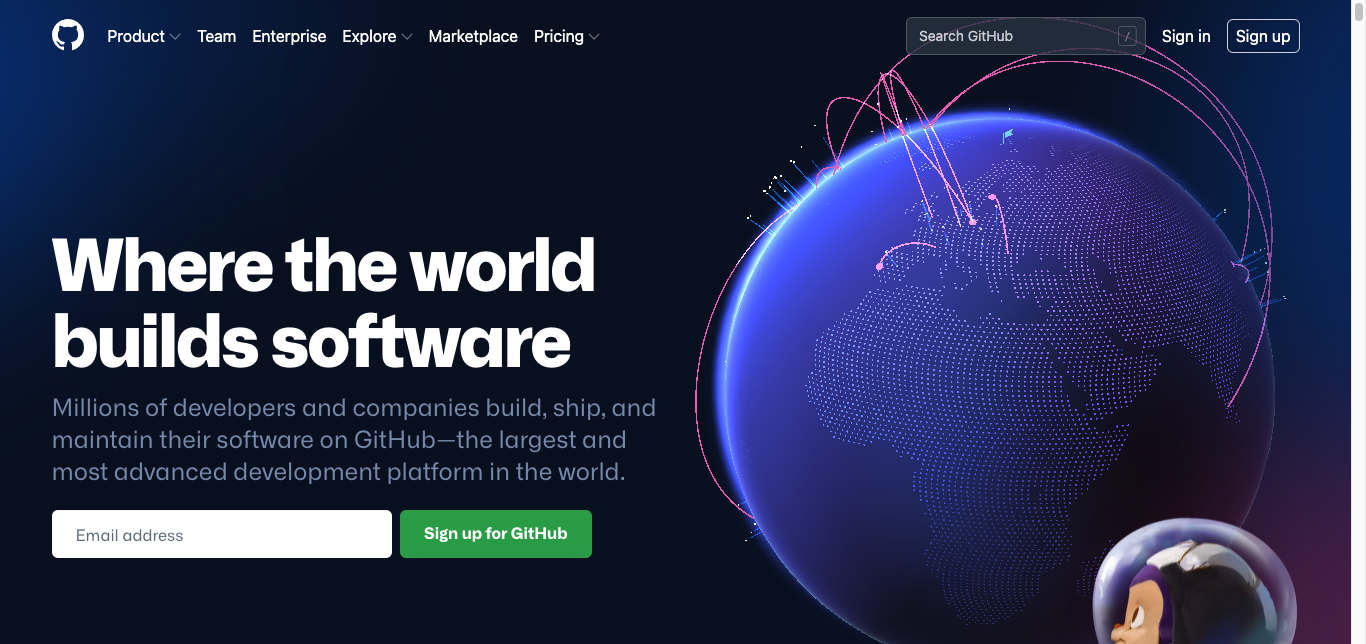 Product Team Enterprise Explore Marketplace Pricing Search GitHub / Sign in Sign up
Where the world
builds software
Millions of developers and companies build, ship, and
maintain their software on GitHub—the largest and
most advanced development platform in the world.
Email address Sign up for GitHub